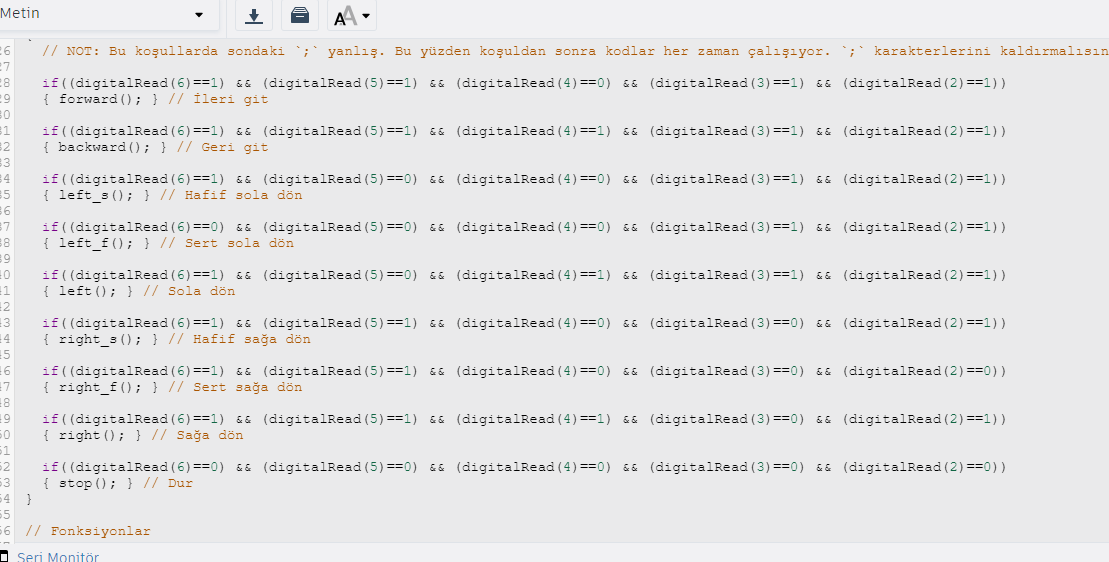 Metin
AA
26 // NOT: Bu koşullarda sondaki `;` yanlış. Bu yüzden koşuldan sonra kodlar her zaman çalışıyor. `;` karakterlerini kaldırmalısın
27
28 if((digitalRead(6)==1) && (digitalRead(5)==1) && (digitalRead(4)==0) && (digitalRead(3)==1) && (digitalRead(2)==1))
29 { forward(); } // İleri git
30
31 if((digitalRead(6)==1) && (digitalRead(5)==1) && (digitalRead(4)==1) && (digitalRead(3)==1) && (digitalRead(2)==1))
32 { backward(); } // Geri git
33
34 if((digitalRead(6)==1) && (digitalRead(5)==0) && (digitalRead(4)==0) && (digitalRead(3)==1) && (digitalRead(2)==1))
35 { left_s(); } // Hafif sola dön
36
37 if((digitalRead(6)==0) && (digitalRead(5)==0) && (digitalRead(4)==0) && (digitalRead(3)==1) && (digitalRead(2)==1))
38 { left_f(); } // Sert sola dön
39
40 if((digitalRead(6)==1) && (digitalRead(5)==0) && (digitalRead(4)==1) && (digitalRead(3)==1) && (digitalRead(2)==1))
41 { left(); } // Sola dön
42
43 if((digitalRead(6)==1) && (digitalRead(5)==1) && (digitalRead(4)==0) && (digitalRead(3)==0) && (digitalRead(2)==1))
44 { right_s(); } // Hafif sağa dön
45
46 if((digitalRead(6)==1) && (digitalRead(5)==1) && (digitalRead(4)==0) && (digitalRead(3)==0) && (digitalRead(2)==0))
47 { right_f(); } // Sert sağa dön
48
49 if((digitalRead(6)==1) && (digitalRead(5)==1) && (digitalRead(4)==1) && (digitalRead(3)==0) && (digitalRead(2)==1))
50 { right(); } // Sağa dön
51
52 if((digitalRead(6)==0) && (digitalRead(5)==0) && (digitalRead(4)==0) && (digitalRead(3)==0) && (digitalRead(2)==0))
53 { stop(); } // Dur
54 }
55
56 // Fonksiyonlar
Seri Monitör